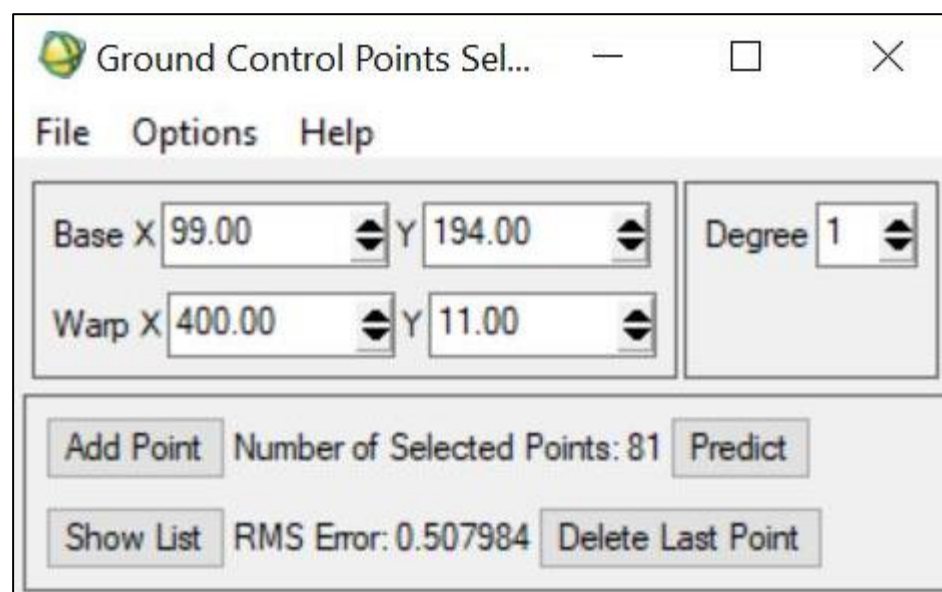 Ground Control Points Sel...
File Options Help
Base X 99.00 Y 194.00 Degree 1
Warp X 400.00 Y 11.00
Add Point Number of Selected Points: 81 Predict
Show List RMS Error: 0.507984 Delete Last Point